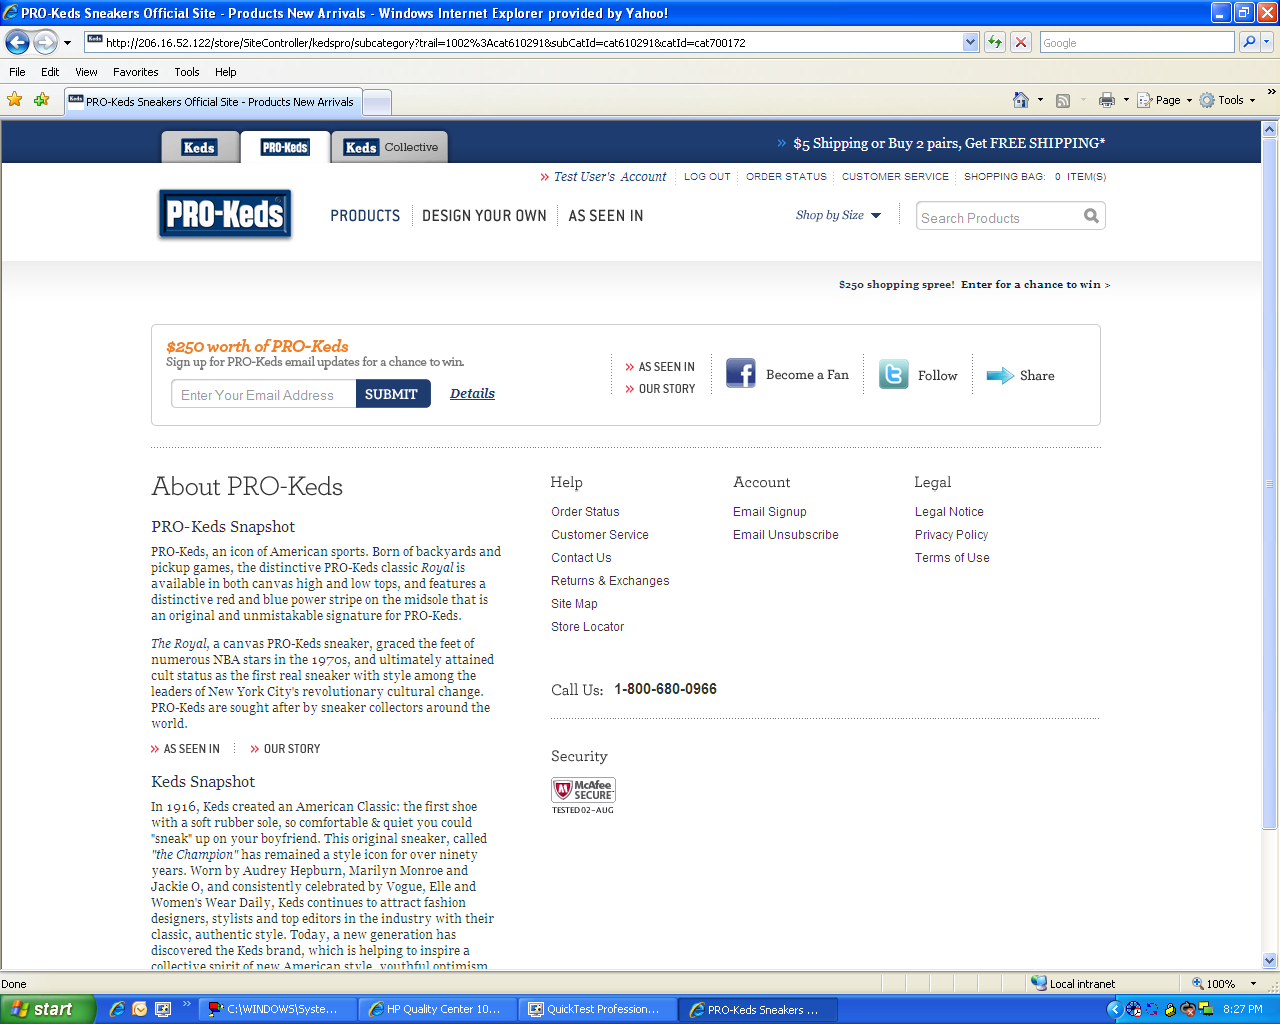 PRO-Keds Sneakers Official Site - Products New Arrivals - Windows Internet Explorer provided by Yahoo!
http://206.16.52.122/store/SiteController/kedspro/subcategory?trail=1002%3Acat610291&subCatId=cat610291&catId=cat700172
Google
File Edit View Favorites Tools Help
PRO-Keds Sneakers Official Site - Products New Arrivals
Page Tools
Keds PRO-Keds Keds Collective
» $5 Shipping or Buy 2 pairs, Get FREE SHIPPING*
» Test User's Account LOG OUT ORDER STATUS CUSTOMER SERVICE SHOPPING BAG: 0 ITEM(S)
PRO-Keds
PRODUCTS DESIGN YOUR OWN AS SEEN IN
Shop by Size
Search Products
$250 shopping spree! Enter for a chance to win >
$250 worth of PRO-Keds
Sign up for PRO-Keds email updates for a chance to win.
Enter Your Email Address SUBMIT Details
» AS SEEN IN
» OUR STORY
Become a Fan
Follow
Share
About PRO-Keds
PRO-Keds Snapshot
PRO-Keds, an icon of American sports. Born of backyards and
pickup games, the distinctive PRO-Keds classic Royal is
available in both canvas high and low tops, and features a
distinctive red and blue power stripe on the midsole that is
an original and unmistakable signature for PRO-Keds.
The Royal, a canvas PRO-Keds sneaker, graced the feet of
numerous NBA stars in the 1970s, and ultimately attained
cult status as the first real sneaker with style among the
leaders of New York City's revolutionary cultural change.
PRO-Keds are sought after by sneaker collectors around the
world.
» AS SEEN IN » OUR STORY
Keds Snapshot
In 1916, Keds created an American Classic: the first shoe
with a soft rubber sole, so comfortable & quiet you could
"sneak" up on your boyfriend. This original sneaker, called
"the Champion" has remained a style icon for over ninety
years. Worn by Audrey Hepburn, Marilyn Monroe and
Jackie O, and consistently celebrated by Vogue, Elle and
Women's Wear Daily, Keds continues to attract fashion
designers, stylists and top editors in the industry with their
classic, authentic style. Today, a new generation has
discovered the Keds brand, which is helping to inspire a
collective spirit of new American style, youthful optimism
Help
Order Status
Customer Service
Contact Us
Returns & Exchanges
Site Map
Store Locator
Account
Email Signup
Email Unsubscribe
Legal
Legal Notice
Privacy Policy
Terms of Use
Call Us: 1-800-680-0966
Security
McAfee
SECURE
TESTED 02-AUG
Done
Local intranet
100%
start
C:\WINDOWS\Syste...
HP Quality Center 10...
QuickTest Profession...
PRO-Keds Sneakers ...
8:27 PM